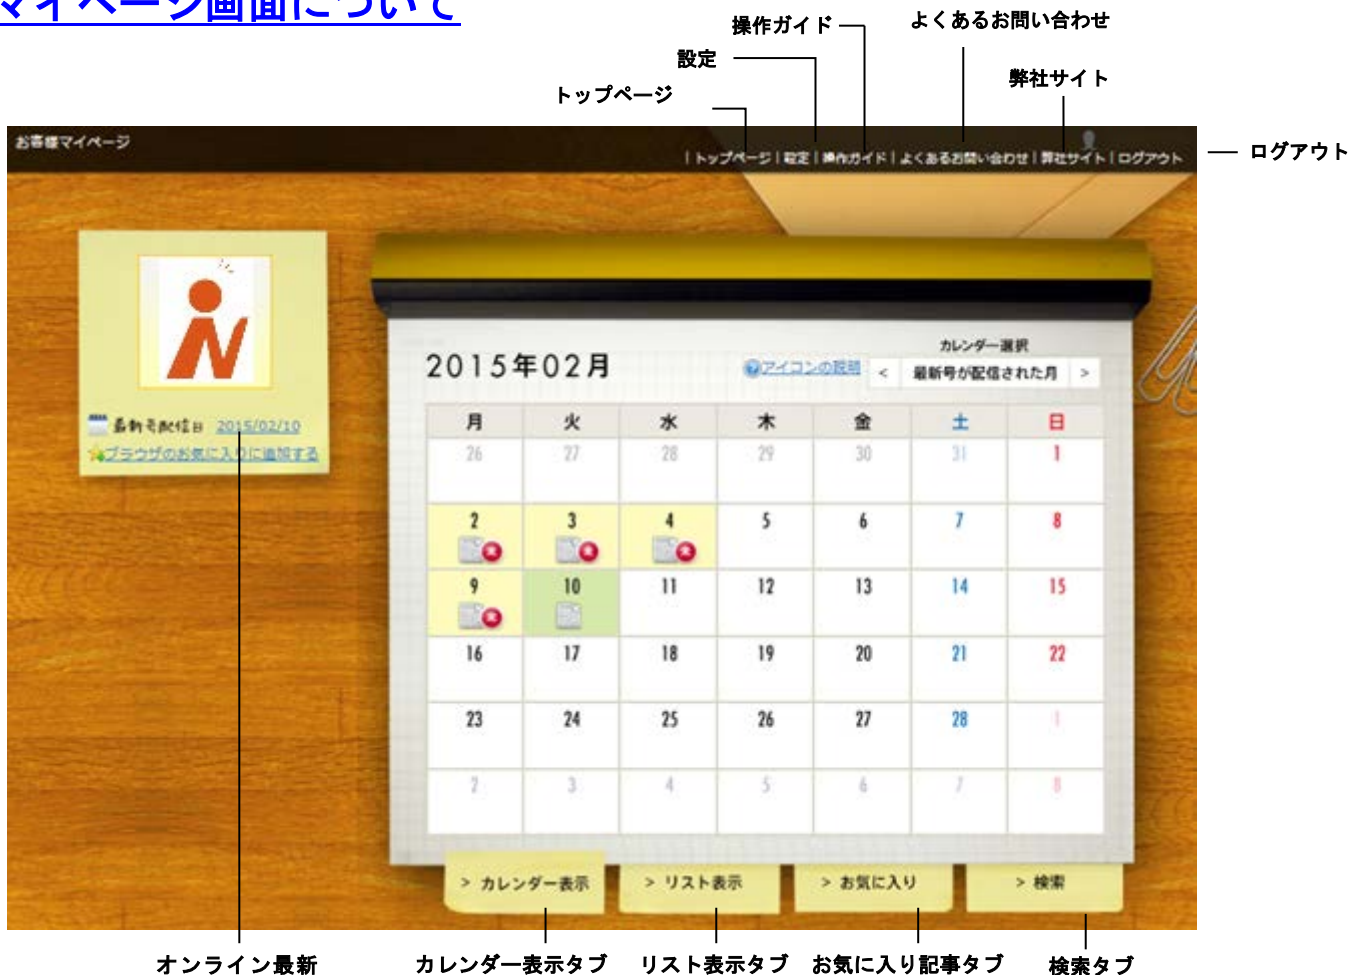 マイページ画面について
操作ガイド
よくあるお問い合わせ
設定
弊社サイト
トップページ
お客様マイページ
|トップページ|設定|操作ガイド|よくあるお問い合わせ|弊社サイト|ログアウト
ログアウト
カレンダー選択
2015年02月
アイコンの説明
< 最新号が配信された月 >
最新号配信日 2015/02/10
ブラウザのお気に入りに追加する
月 火 水 木 金 土 日
26 27 28 29 30 31 1
2 3 4 5 6 7 8
未 未 未
9 10 11 12 13 14 15
未
16 17 18 19 20 21 22
23 24 25 26 27 28 1
2 3 4 5 6 7 8
> カレンダー表示 > リスト表示 > お気に入り > 検索
オンライン最新 カレンダー表示タブ リスト表示タブ お気に入り記事タブ 検索タブ